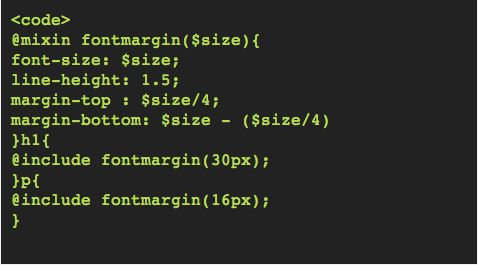 <code>
@mixin fontmargin($size){
font-size: $size;
line-height: 1.5;
margin-top : $size/4;
margin-bottom: $size - ($size/4)
}h1{
@include fontmargin(30px);
}p{
@include fontmargin(16px);
}